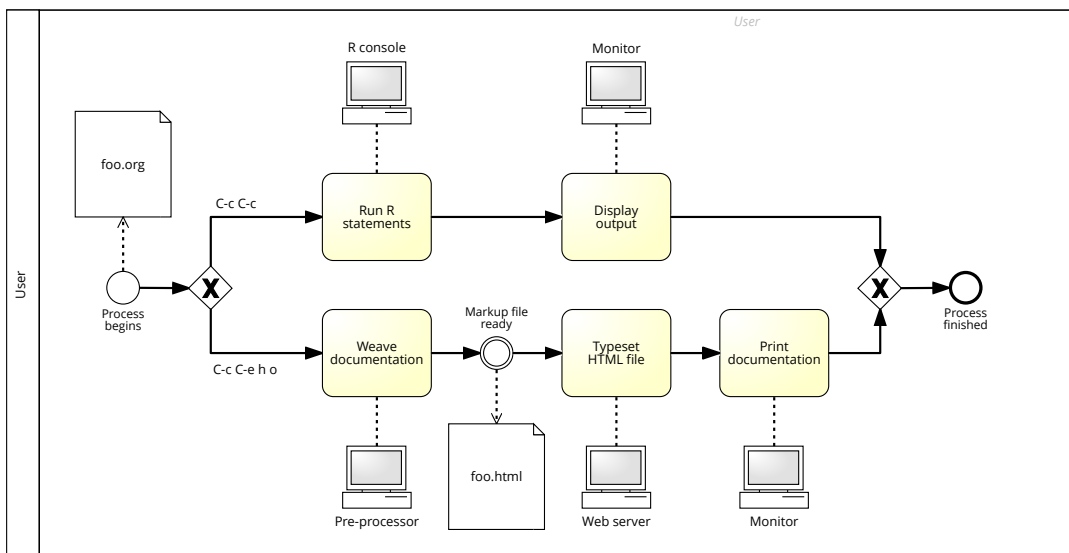 User
User
R console
Monitor
foo.org
C-c C-c
Run R
statements
Display
output
Process
begins
X
X
Process
finished
Markup file
ready
Weave
documentation
Typeset
HTML file
Print
documentation
C-c C-e h o
foo.html
Pre-processor
Web server
Monitor